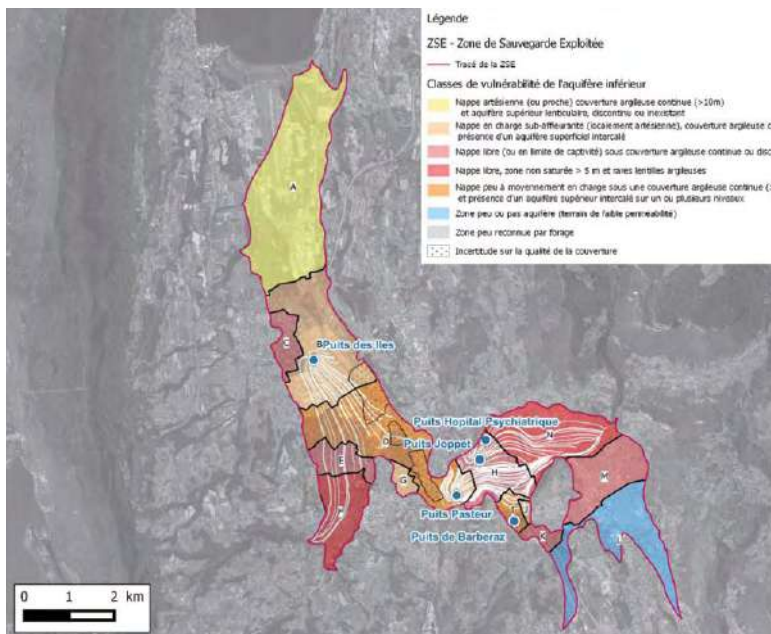 Légende
ZSE - Zone de Sauvegarde Exploitée
Tracé de la ZSE
Classes de vulnérabilité de l'aquifère inférieur
Nappe artésienne (ou proche) couverture argileuse continue (>10m)
et aquifère supérieur lenticulaire, discontinu ou inexistant
Nappe en charge sub-affleurante (localement artésienne), couverture argileuse
présence d'un aquifère superficiel intercalé
Nappe libre (ou en limite de captivité) sous couverture argileuse continue ou
Nappe libre, zone non saturée > 5 m et rares lentilles argileuses
Nappe peu à moyennement en charge sous une couverture argileuse continue
et présence d'un aquifère supérieur intercalé sur un ou plusieurs niveaux
Zone peu ou pas aquifère (terrain de faible perméabilité)
Zone peu reconnue par forage
Incertitude sur la qualité de la couverture
A
B
Puits des Iles
C
D
E
F
G
Puits Hopital Psychiatrique
N
Puits Joppet
H
M
Puits Pasteur
J
Puits de Barberaz
K
L
0 1 2 km